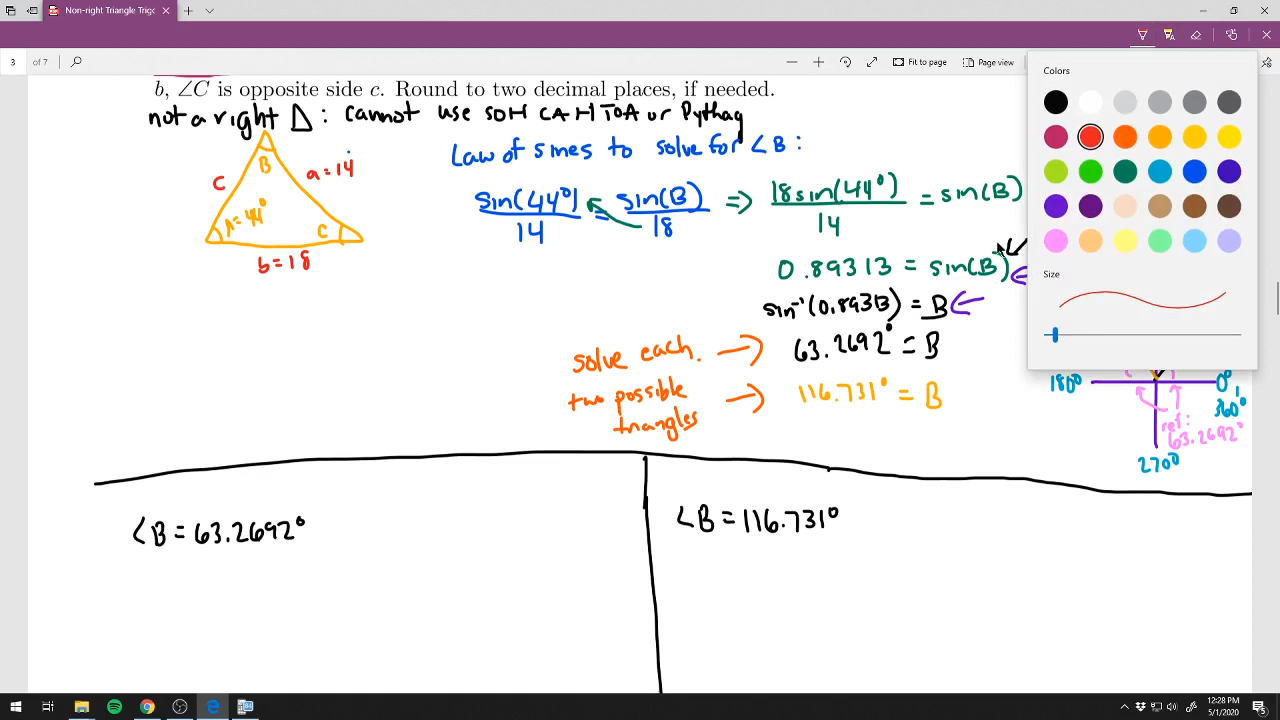 Non-right Triangle Trigo
3 of 7
Fit to page
Page view
b, ∠C is opposite side c. Round to two decimal places, if needed.
not a right Δ : cannot use SOH CAHTOA or Pythag
Law of sines to solve for ∠B :
C
B
a = 14
A = 44°
C
b = 18
sin(44°)/14 = sin(B)/18 => 18sin(44°)/14 = sin(B)
0.89313 = sin(B)
sin⁻¹(0.89313) = B
solve each.
63.2692° = B
two possible
triangles
116.731° = B
Colors
Size
180°
0°
360°
ref:
63.2692°
270°
∠B = 63.2692°
∠B = 116.731°
12:28 PM
5/1/2020